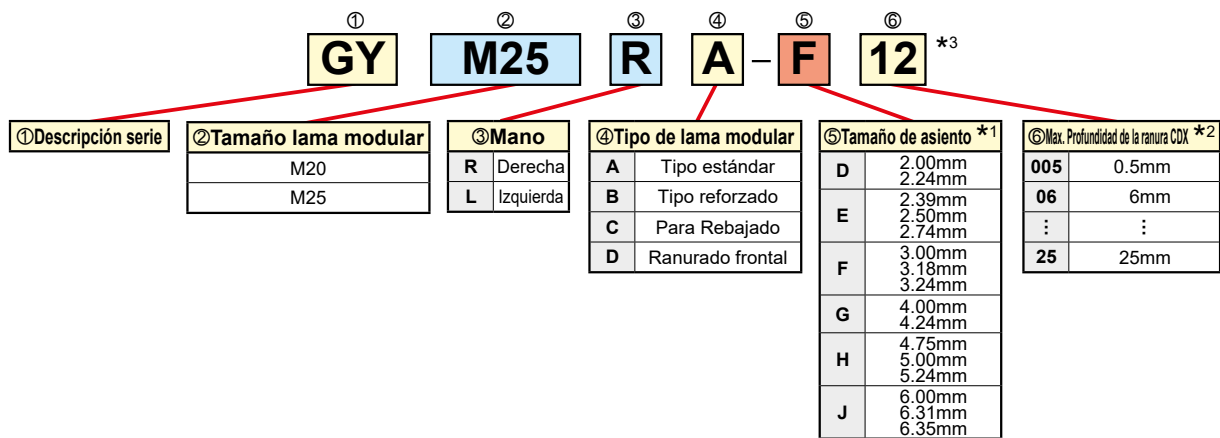 ① ② ③ ④ ⑤ ⑥
GY M25 R A – F 12 *3
①Descripción serie
②Tamaño lama modular
M20
M25
③Mano
R Derecha
L Izquierda
④Tipo de lama modular
A Tipo estándar
B Tipo reforzado
C Para Rebajado
D Ranurado frontal
⑤Tamaño de asiento *1
D 2.00mm
2.24mm
E 2.39mm
2.50mm
2.74mm
F 3.00mm
3.18mm
3.24mm
G 4.00mm
4.24mm
H 4.75mm
5.00mm
5.24mm
J 6.00mm
6.31mm
6.35mm
⑥Max. Profundidad de la ranura CDX *2
005 0.5mm
06 6mm
⋮ ⋮
25 25mm